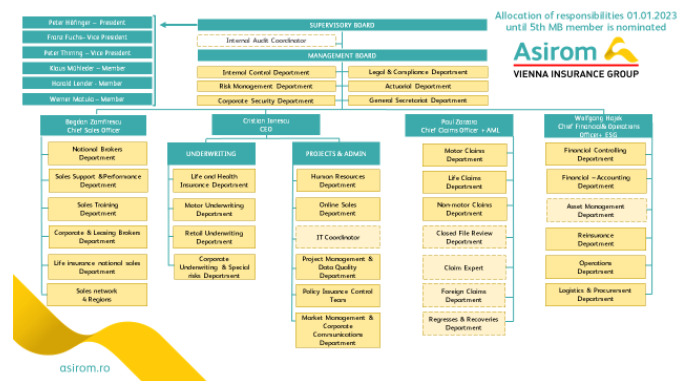 Allocation of responsibilities 01.01.2023
until 5th MB member is nominated
Asirom
VIENNA INSURANCE GROUP
Peter Höfinger – President
Franz Fuchs– Vice President
Peter Thirring – Vice President
Klaus Mühleder – Member
Harald Londer – Member
Werner Matula – Member
SUPERVISORY BOARD
Internal Audit Coordinator
MANAGEMENT BOARD
Internal Control Department
Legal & Compliance Department
Risk Management Department
Actuarial Department
Corporate Security Department
General Secretariat Department
Bogdan Zamfirescu
Chief Sales Officer
National Brokers
Department
Sales Support &Performance
Department
Sales Training
Department
Corporate & Leasing Brokers
Department
Life insurance national sales
Department
Sales network
4 Regions
Cristian Ionescu
CEO
UNDERWRITING
Life and Health
Insurance Department
Motor Underwriting
Department
Retail Underwriting
Department
Corporate
Underwriting & Special
risks Department
PROJECTS & ADMIN
Human Resources
Department
Online Sales
Department
IT Coordinator
Project Management &
Data Quality
Department
Policy Issuance Control
Team
Market Management &
Corporate
Communications
Department
Paul
Chief Claims Officer + AML
Motor Claims
Department
Life Claims
Department
Non-motor Claims
Department
Closed File Review
Department
Claim Expert
Foreign Claims
Department
Regresses & Recoveries
Department
Wolfgang Hajek
Chief Financial& Operations
Officer+ ESG
Financial Controlling
Department
Financial –Accounting
Department
Asset Management
Department
Reinsurance
Department
Operations
Department
Logistics & Procurement
Department
asirom.ro